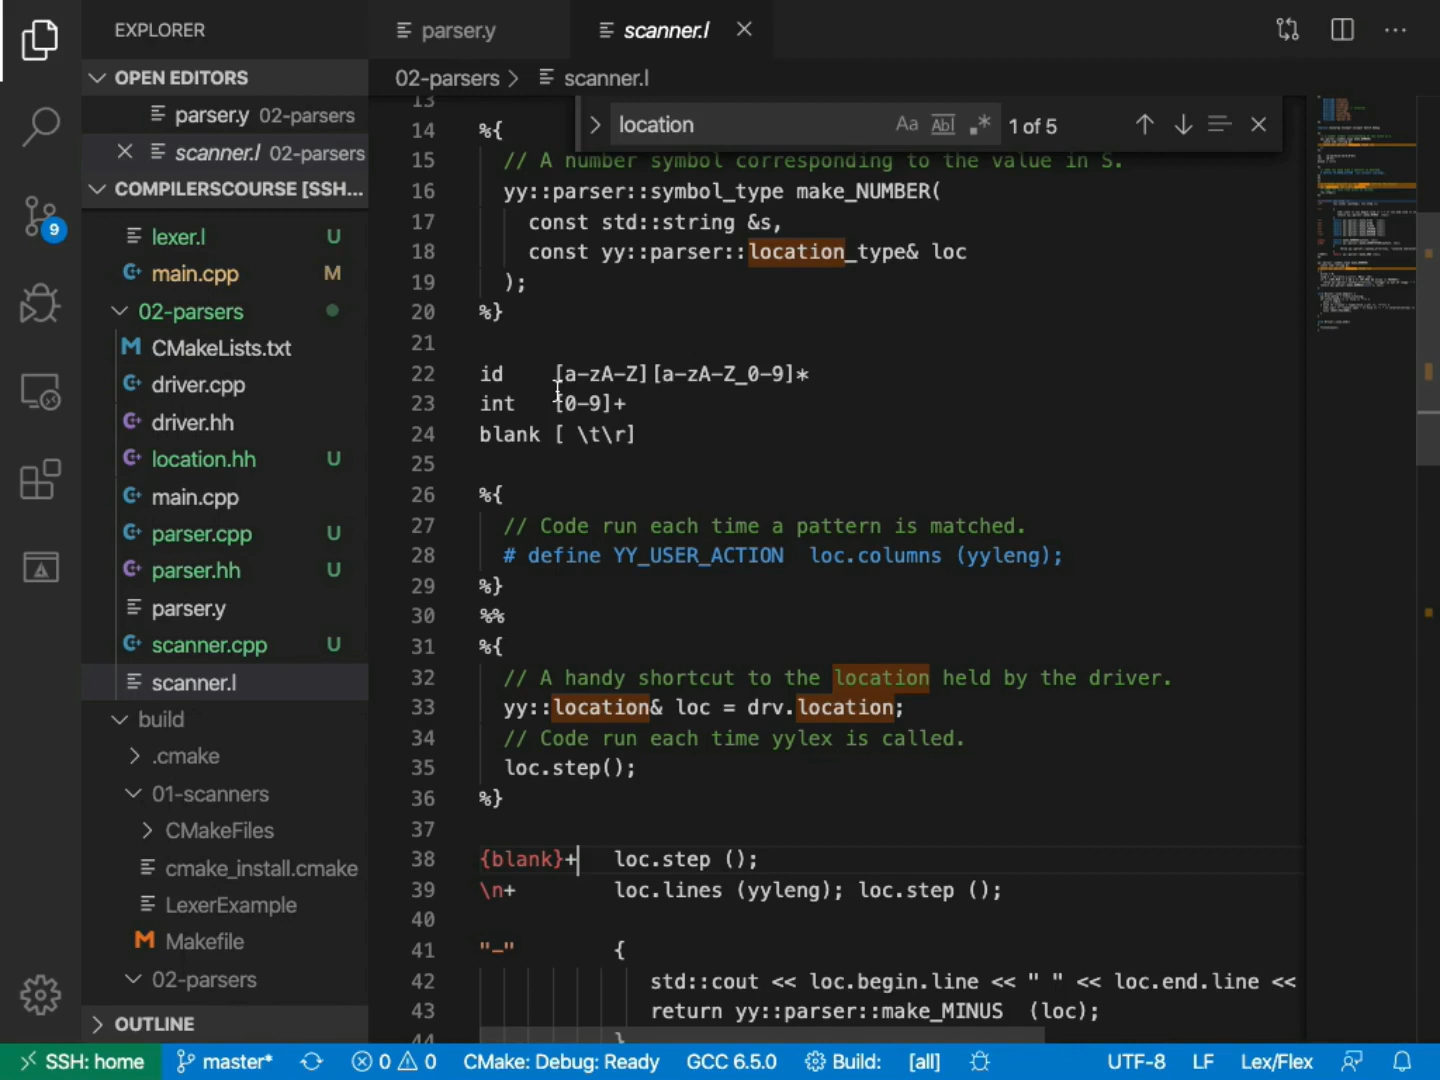 EXPLORER
OPEN EDITORS
parser.y 02-parsers
scanner.l 02-parsers
COMPILERSCOURSE [SSH...
lexer.l U
main.cpp M
02-parsers
CMakeLists.txt
driver.cpp
driver.hh
location.hh U
main.cpp
parser.cpp U
parser.hh U
parser.y
scanner.cpp U
scanner.l
build
.cmake
01-scanners
CMakeFiles
cmake_install.cmake
LexerExample
Makefile
02-parsers
OUTLINE
9
parser.y
scanner.l
02-parsers > scanner.l
location Aa Abl .* 1 of 5
13
14 %{
15 // A number symbol corresponding to the value in S.
16 yy::parser::symbol_type make_NUMBER(
17 const std::string &s,
18 const yy::parser::location_type& loc
19 );
20 %}
21
22 id [a-zA-Z][a-zA-Z_0-9]*
23 int [0-9]+
24 blank [ \t\r]
25
26 %{
27 // Code run each time a pattern is matched.
28 # define YY_USER_ACTION loc.columns (yyleng);
29 %}
30 %%
31 %{
32 // A handy shortcut to the location held by the driver.
33 yy::location& loc = drv.location;
34 // Code run each time yylex is called.
35 loc.step();
36 %}
37
38 {blank}+ loc.step ();
39 \n+ loc.lines (yyleng); loc.step ();
40
41 "-" {
42 std::cout << loc.begin.line << " " << loc.end.line <<
43 return yy::parser::make_MINUS (loc);
44 }
SSH: home master* 0 0 CMake: Debug: Ready GCC 6.5.0 Build: [all] UTF-8 LF Lex/Flex